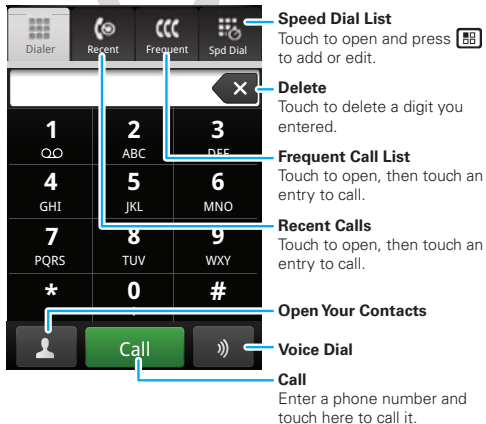 Dialer Recent Frequent Spd Dial
1 2 3
ABC DEF
4 5 6
GHI JKL MNO
7 8 9
PQRS TUV WXY
* 0 #
Call
Speed Dial List
Touch to open and press
to add or edit.
Delete
Touch to delete a digit you
entered.
Frequent Call List
Touch to open, then touch an
entry to call.
Recent Calls
Touch to open, then touch an
entry to call.
Open Your Contacts
Voice Dial
Call
Enter a phone number and
touch here to call it.